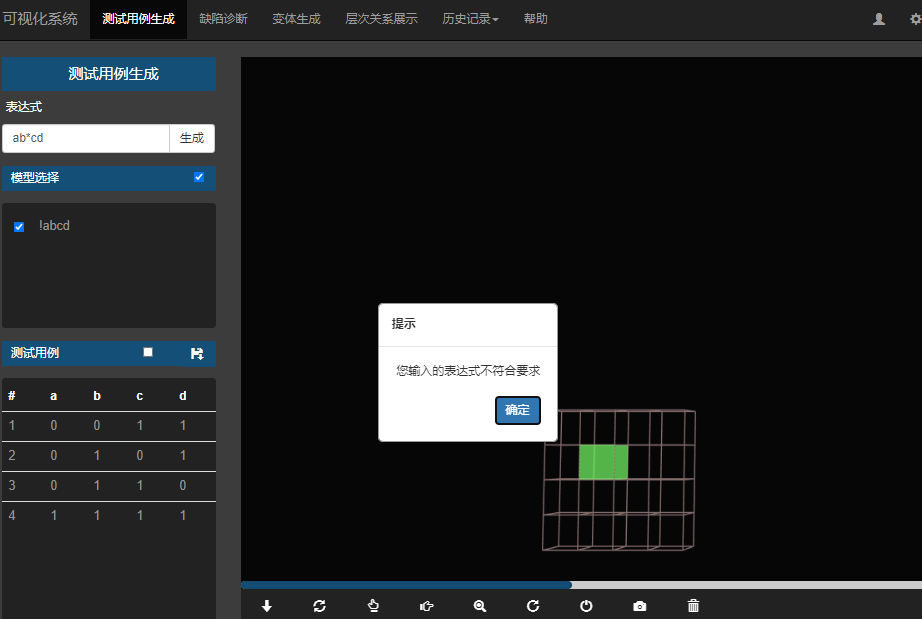 可视化系统 测试用例生成 缺陷诊断 变体生成 层次关系展示 历史记录 帮助
测试用例生成
表达式
ab*cd 生成
模型选择
!abcd
提示
您输入的表达式不符合要求
确定
测试用例
# a b c d
1 0 0 1 1
2 0 1 0 1
3 0 1 1 0
4 1 1 1 1